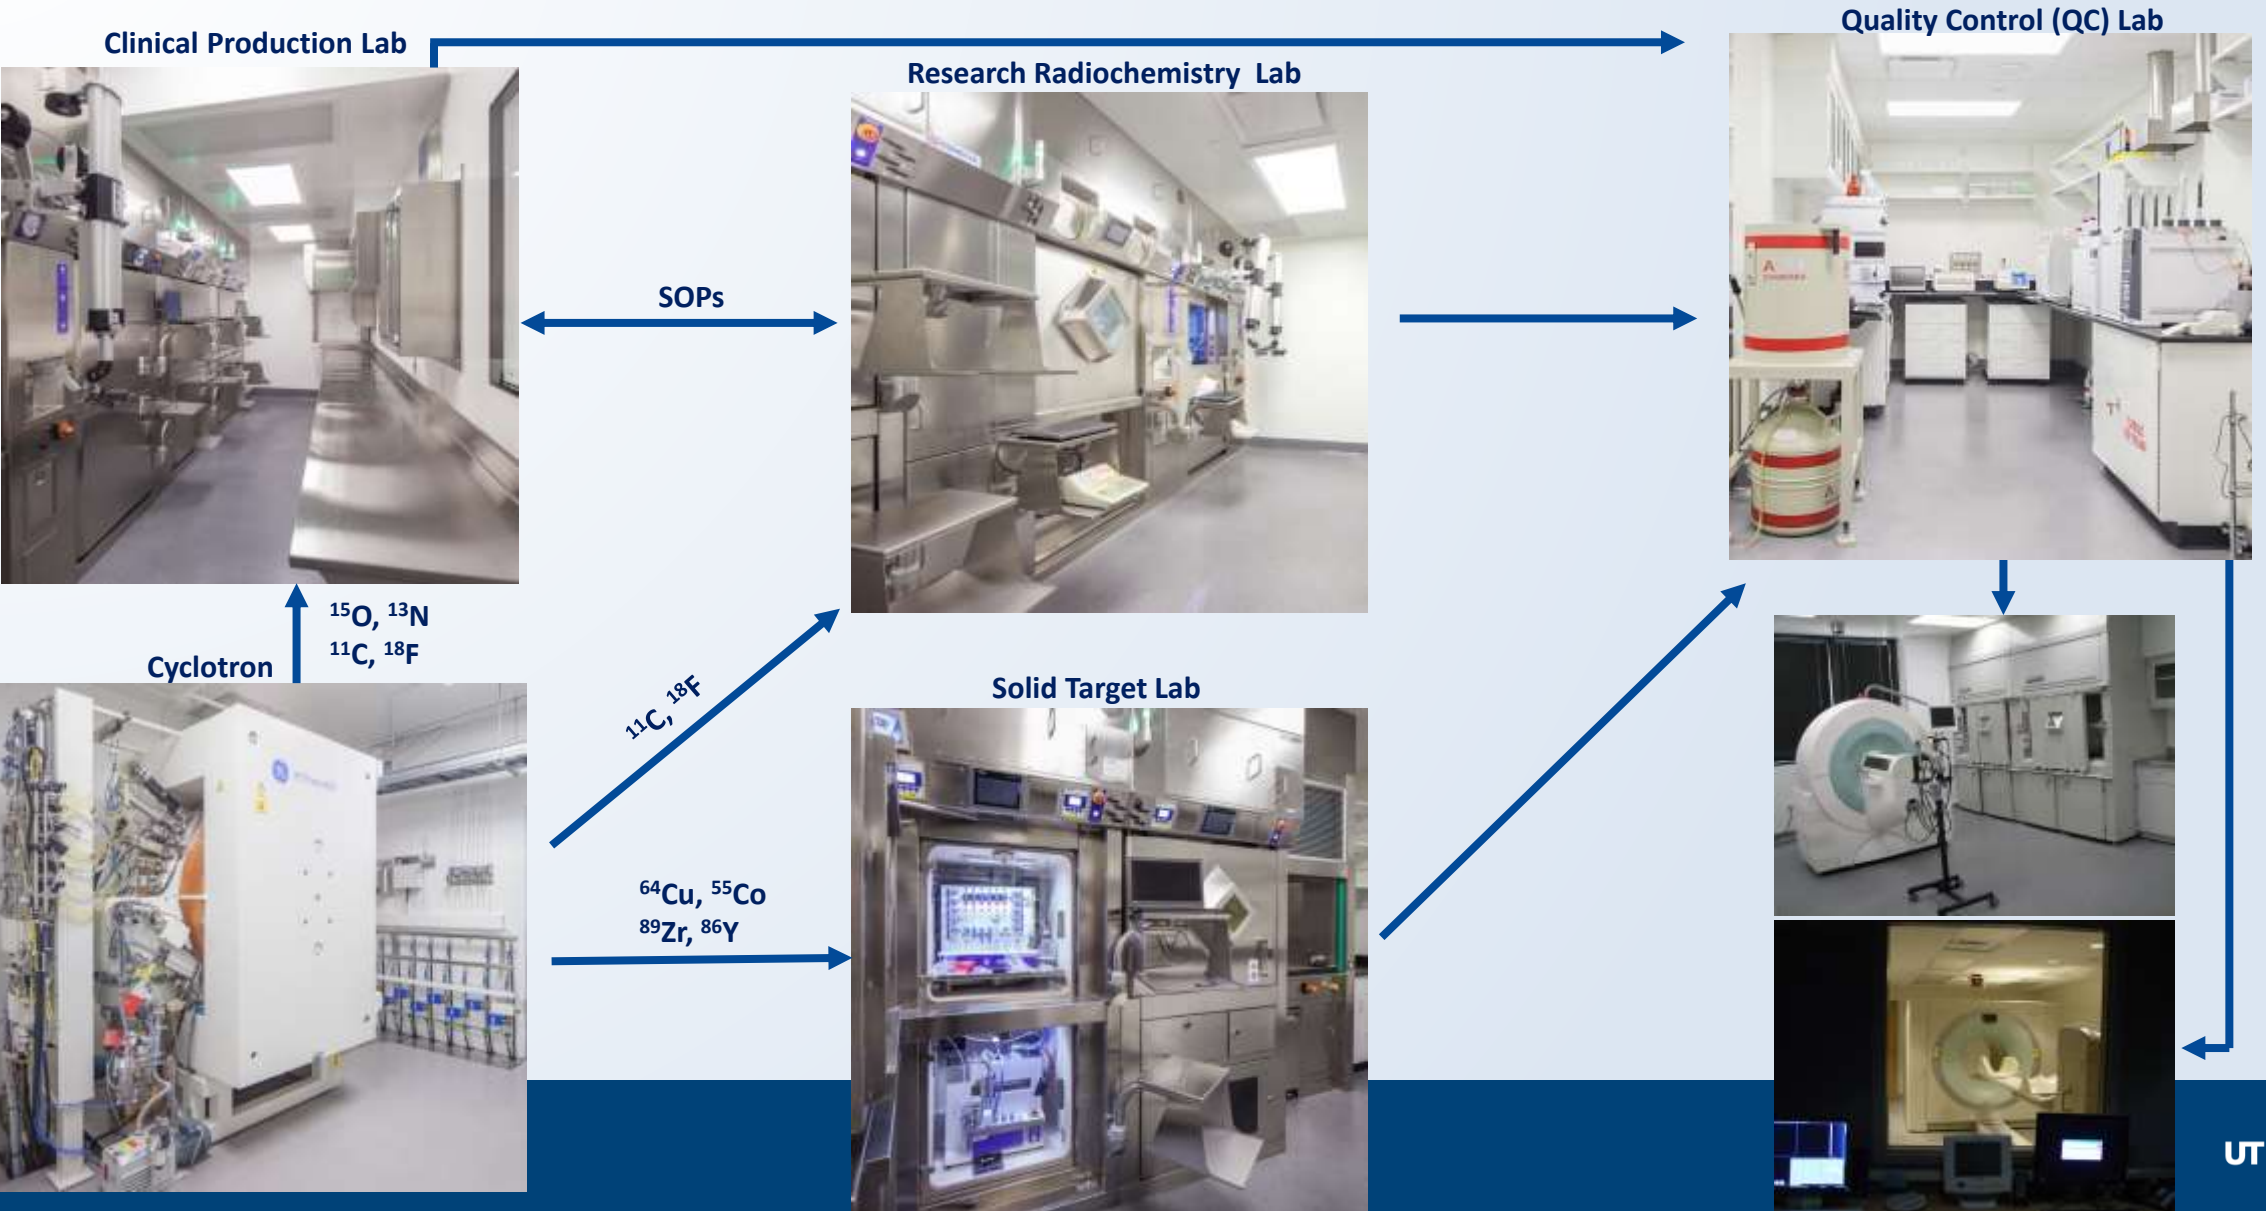 Quality Control (QC) Lab
Clinical Production Lab
Research Radiochemistry Lab
SOPs
¹⁵O, ¹³N
¹¹C, ¹⁸F
Cyclotron
¹¹C, ¹⁸F
Solid Target Lab
⁶⁴Cu, ⁵⁵Co
⁸⁹Zr, ⁸⁶Y
UT